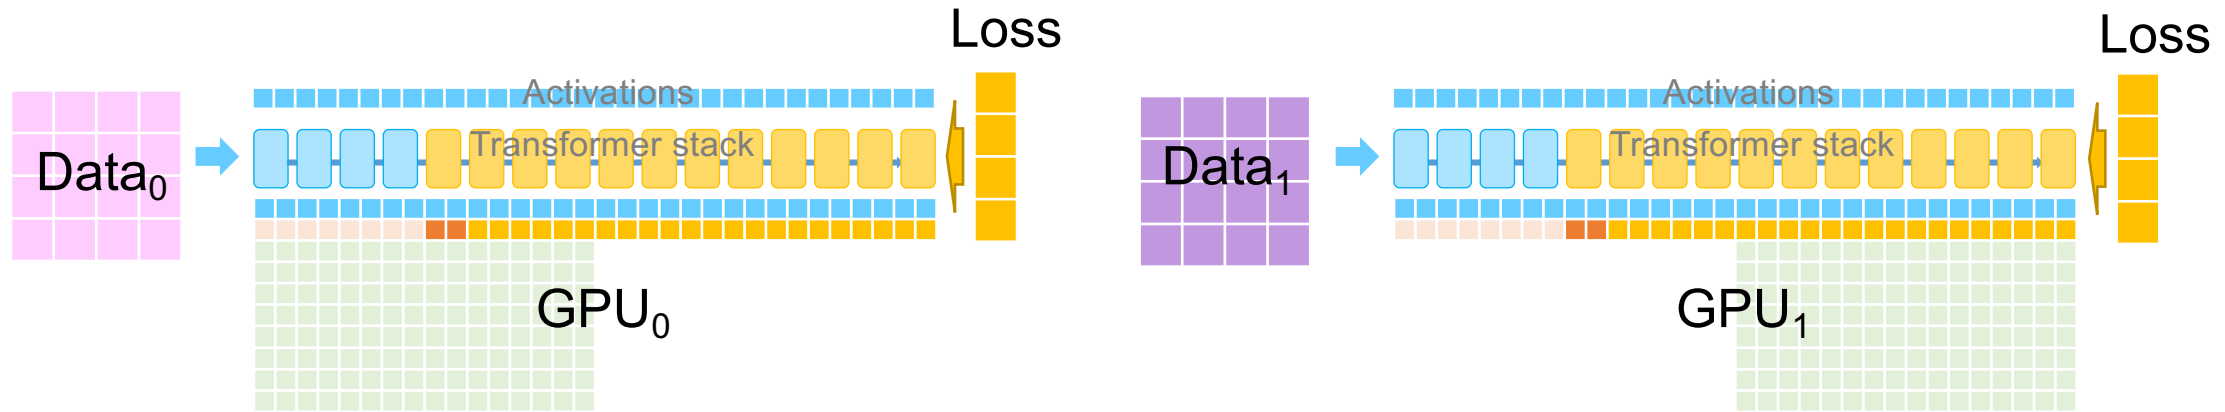 Loss
Activations
Transformer stack
Data0
GPU0
Loss
Activations
Transformer stack
Data1
GPU1